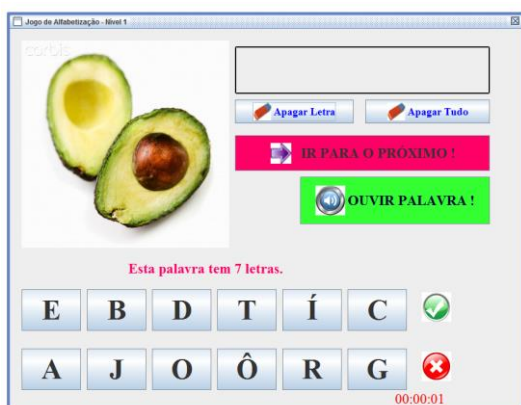 Jogo de Alfabetização - Nível 1
corbis
Apagar Letra
Apagar Tudo
IR PARA O PRÓXIMO !
OUVIR PALAVRA !
Esta palavra tem 7 letras.
E B D T Í C
A J O Ô R G
00:00:01